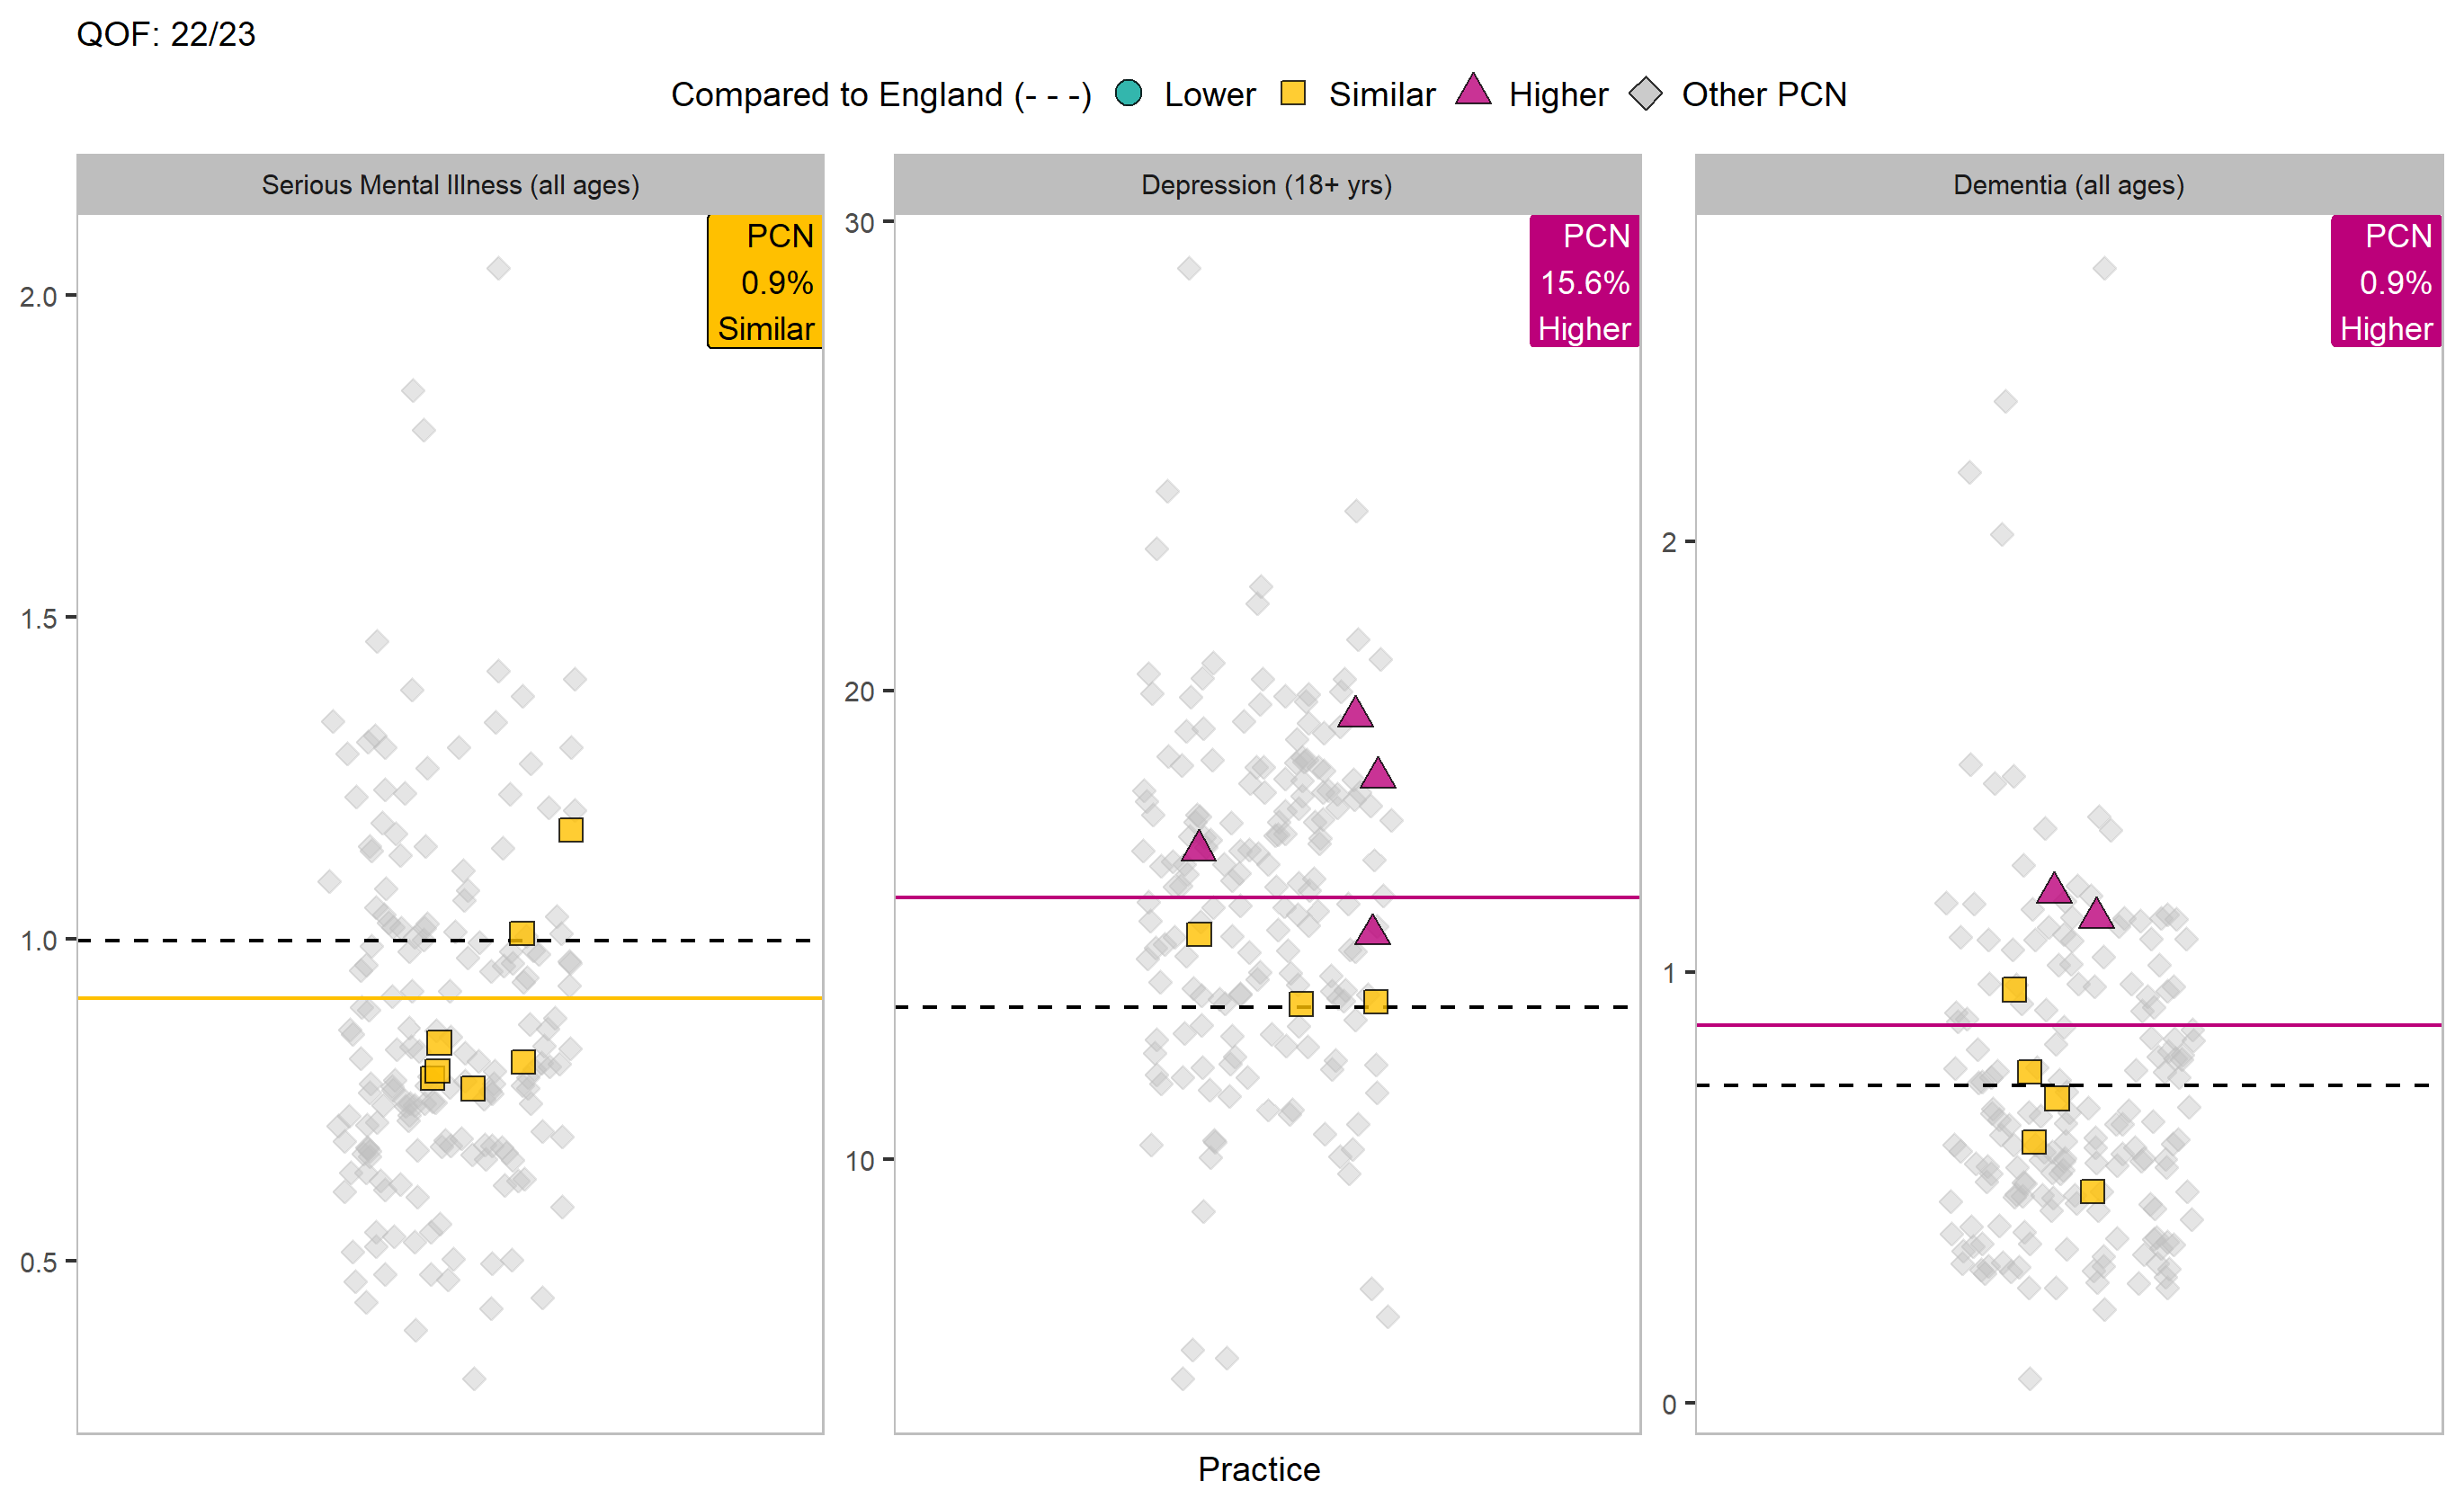 QOF: 22/23
Compared to England (- - -) Lower Similar Higher Other PCN
Serious Mental Illness (all ages)
PCN
0.9%
Similar
2.0
1.5
1.0
0.5
Depression (18+ yrs)
PCN
15.6%
Higher
30
20
10
Dementia (all ages)
PCN
0.9%
Higher
2
1
0
Practice